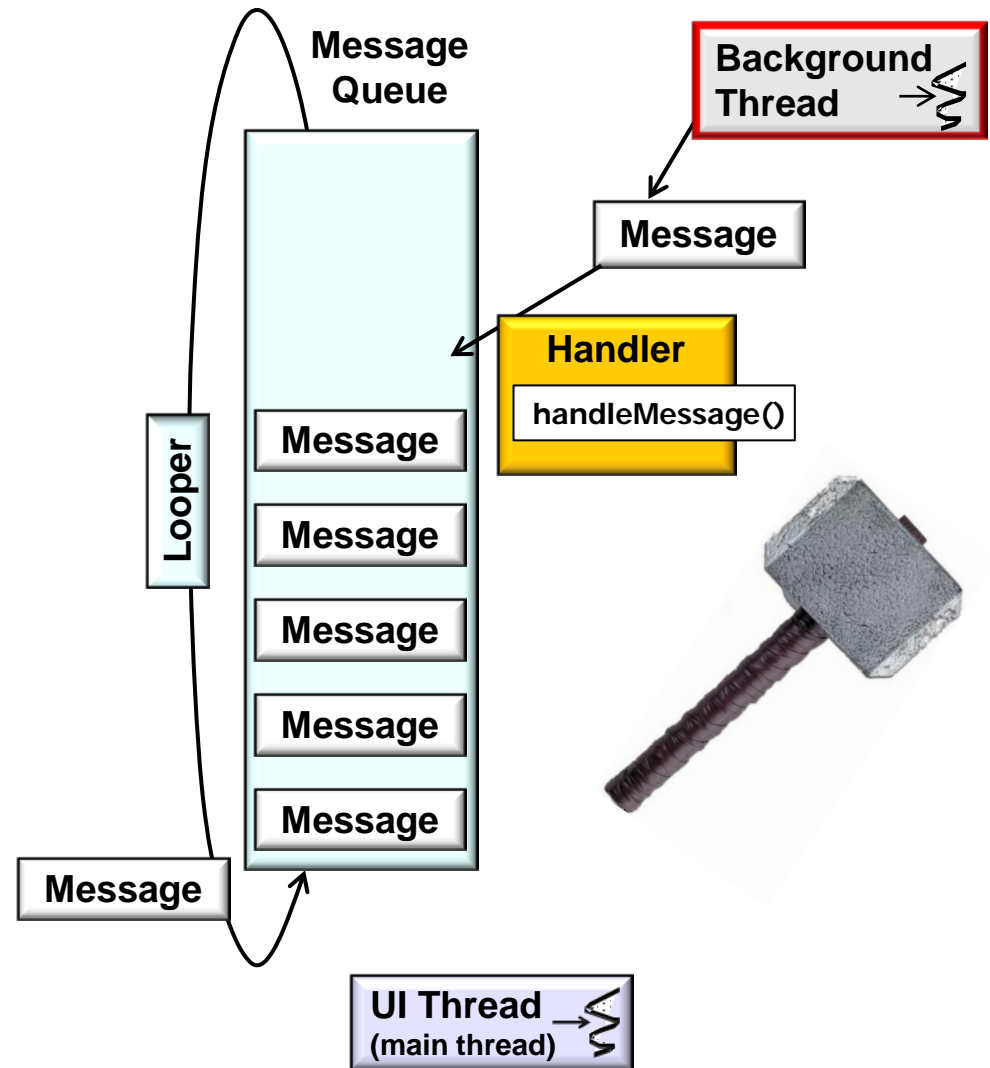 Message
Queue
Background
Thread
Message
Handler
handleMessage()
Message
Looper
Message
Message
Message
Message
Message
UI Thread
(main thread)